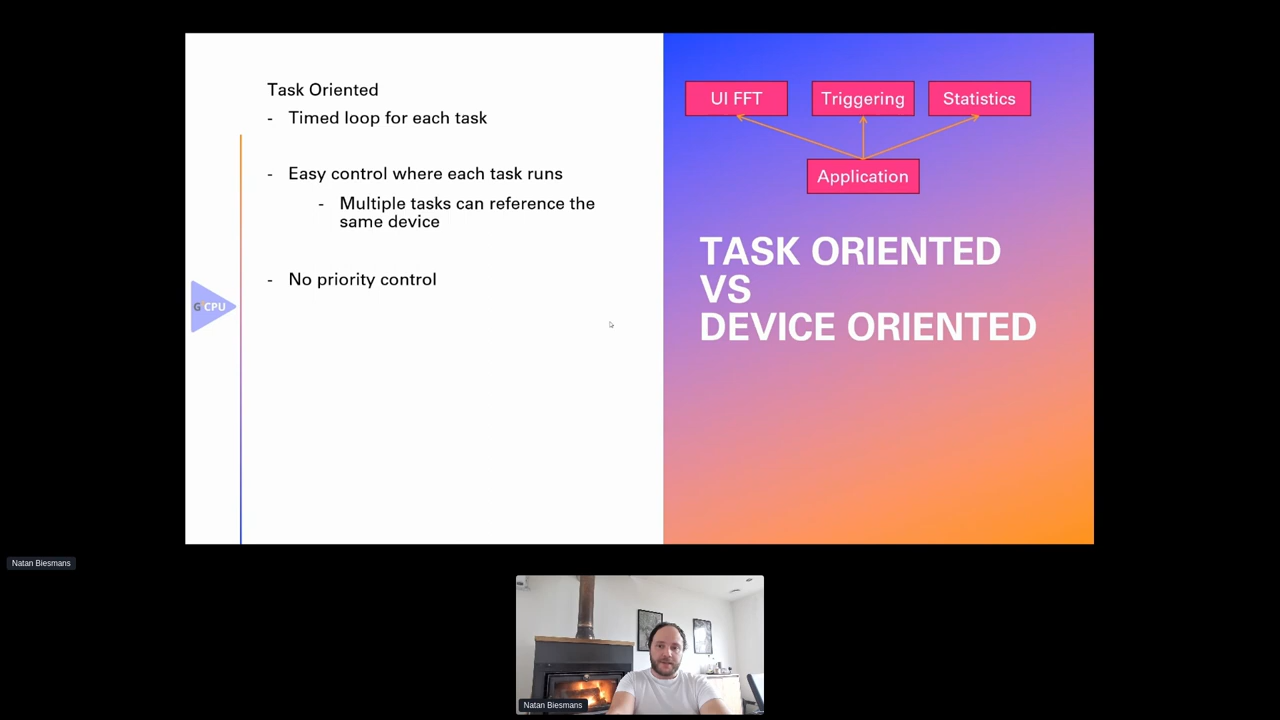 Task Oriented
- Timed loop for each task
- Easy control where each task runs
- Multiple tasks can reference the
same device
- No priority control
G²CPU
UI FFT
Triggering
Statistics
Application
TASK ORIENTED
VS
DEVICE ORIENTED
Natan Biesmans
Natan Biesmans